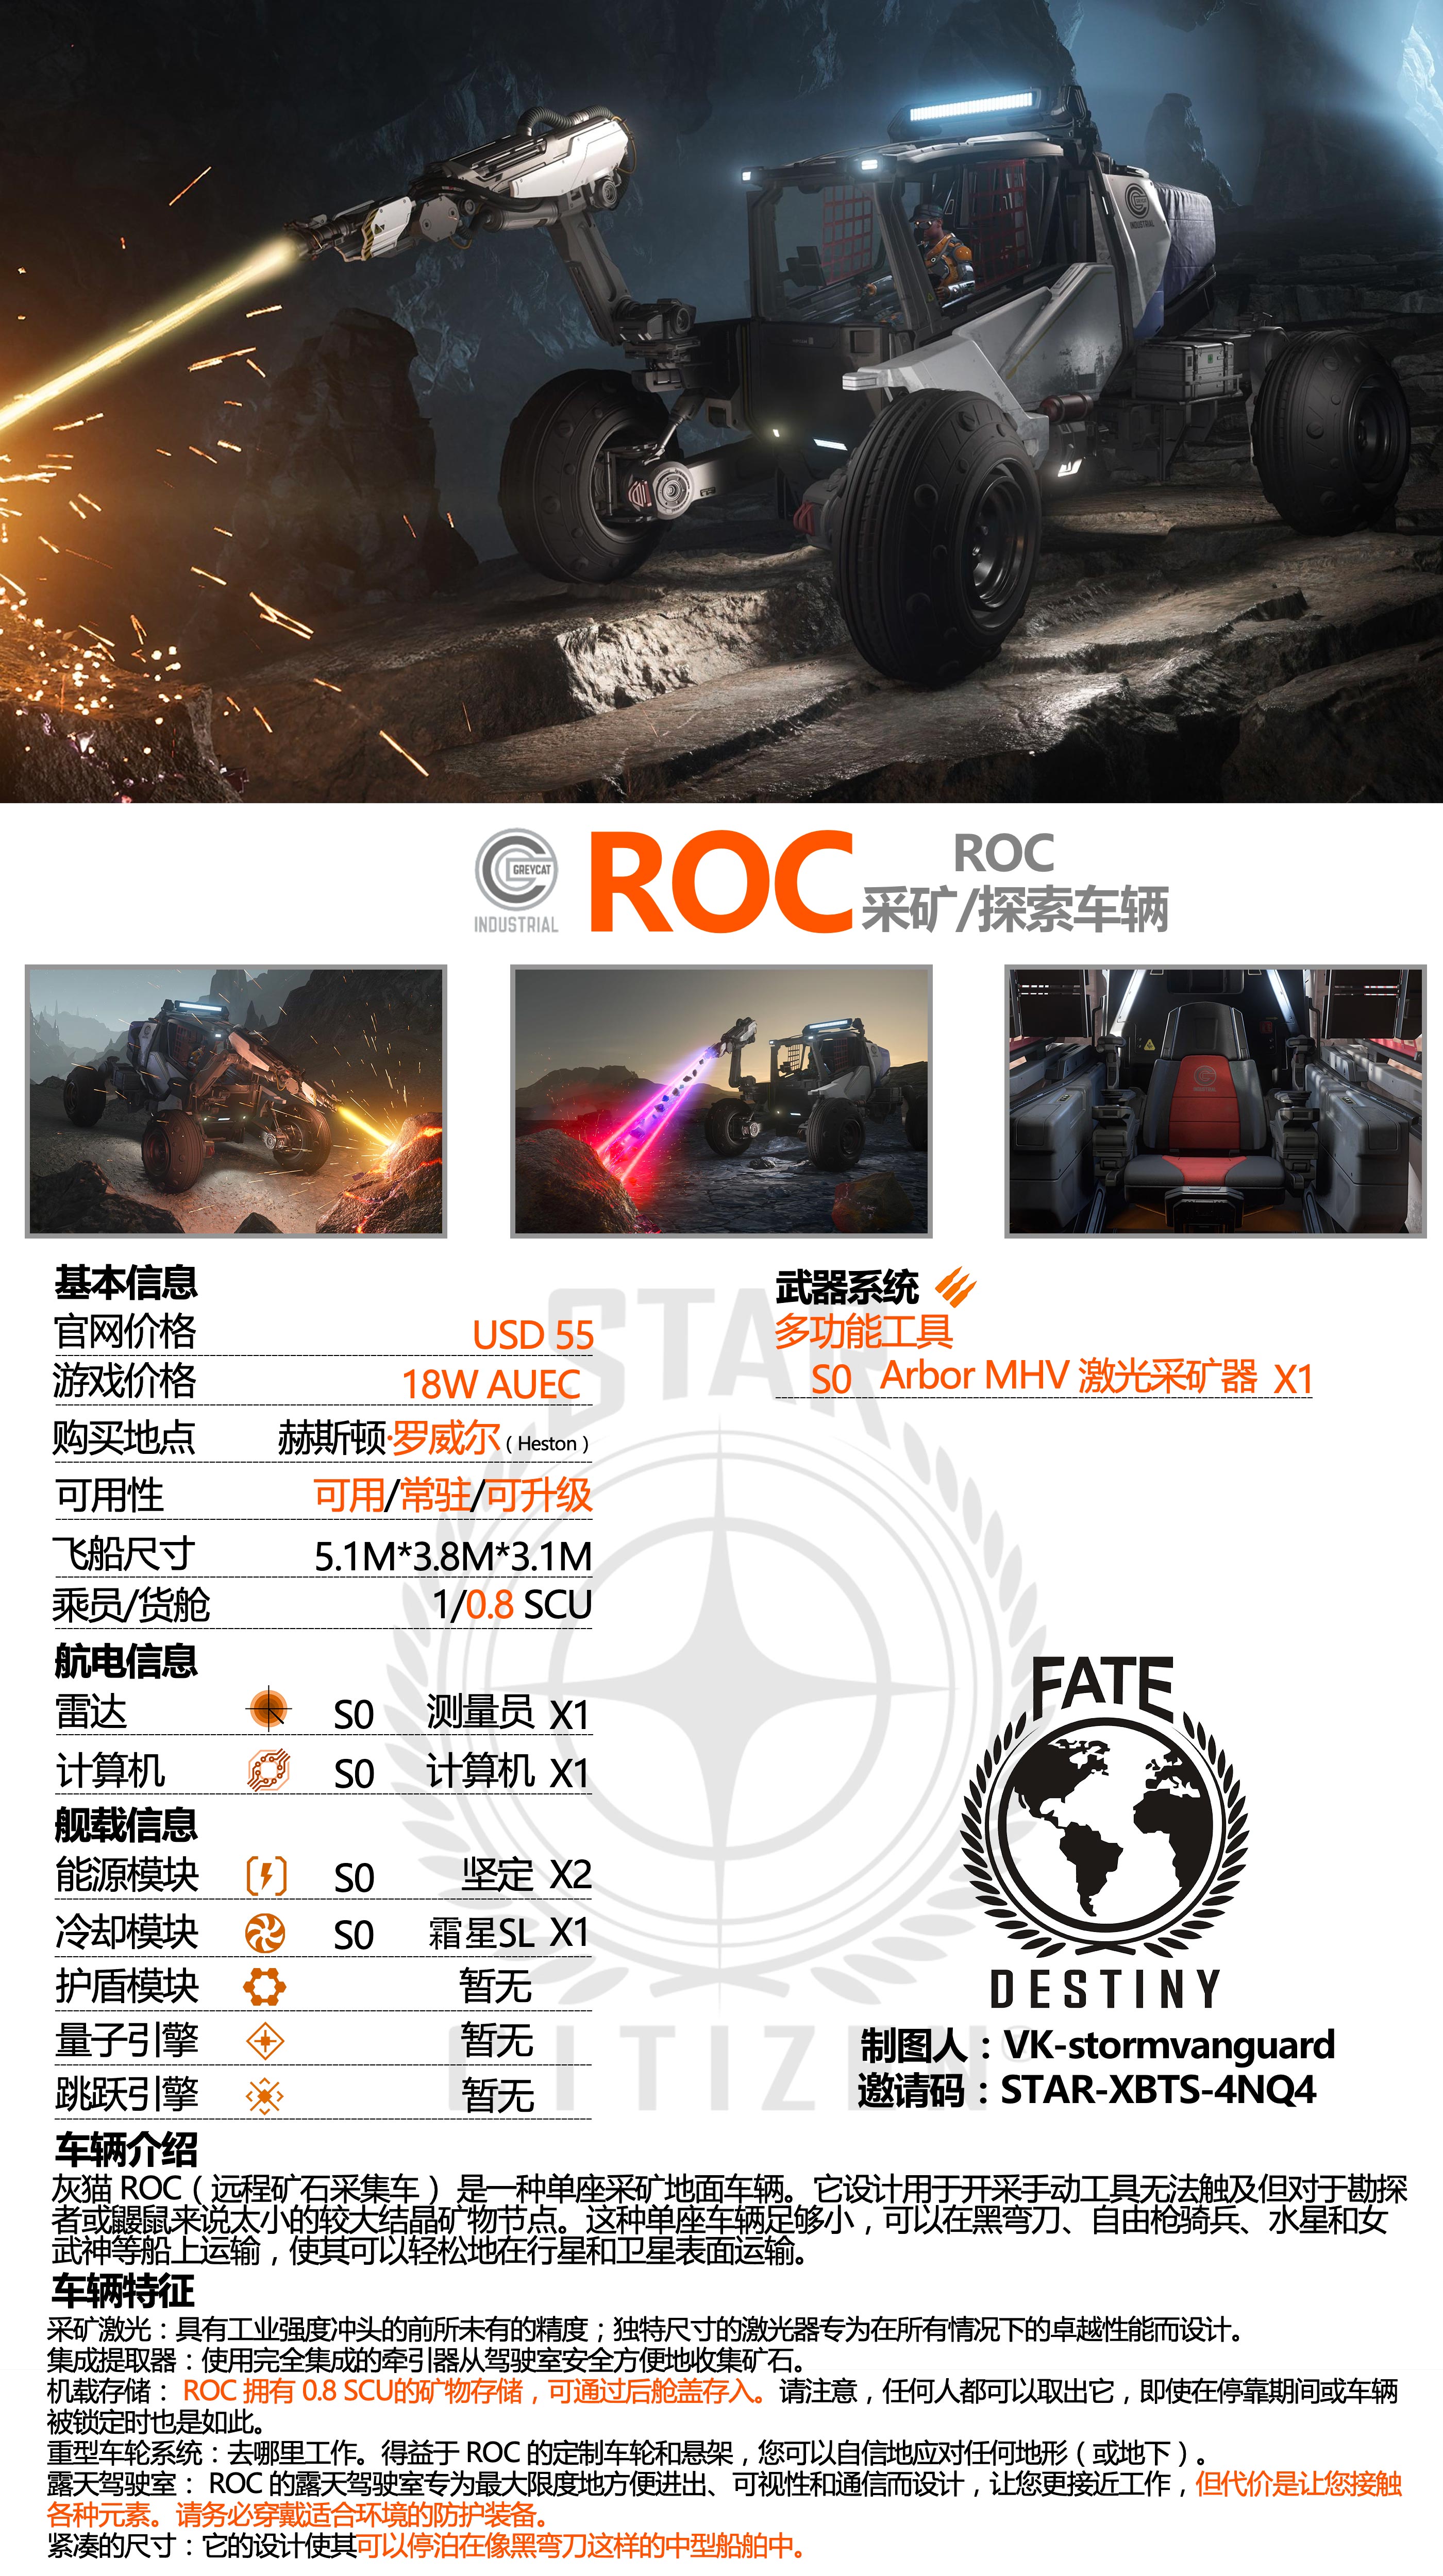 INDUSTRIAL
GREYCAT
INDUSTRIAL
ROC
ROC
采矿/探索车辆
基本信息
官网价格 USD 55
游戏价格 18W AUEC
购买地点 赫斯顿·罗威尔（Heston）
可用性 可用/常驻/可升级
飞船尺寸 5.1M*3.8M*3.1M
乘员/货舱 1/0.8 SCU
航电信息
雷达 S0 测量员 X1
计算机 S0 计算机 X1
舰载信息
能源模块 S0 坚定 X2
冷却模块 S0 霜星SL X1
护盾模块 暂无
量子引擎 暂无
跳跃引擎 暂无
武器系统
多功能工具
S0 Arbor MHV 激光采矿器 X1
STAR
CITIZEN
FATE
DESTINY
制图人：VK-stormvanguard
邀请码：STAR-XBTS-4NQ4
车辆介绍
灰猫 ROC（远程矿石采集车）是一种单座采矿地面车辆。它设计用于开采手动工具无法触及但对于勘探
者或鼹鼠来说太小的较大结晶矿物节点。这种单座车辆足够小，可以在黑弯刀、自由枪骑兵、水星和女
武神等船上运输，使其可以轻松地在行星和卫星表面运输。
车辆特征
采矿激光：具有工业强度冲头的前所未有的精度；独特尺寸的激光器专为在所有情况下的卓越性能而设计。
集成提取器：使用完全集成的牵引器从驾驶室安全方便地收集矿石。
机载存储： ROC 拥有 0.8 SCU的矿物存储，可通过后舱盖存入。请注意，任何人都可以取出它，即使在停靠期间或车辆
被锁定时也是如此。
重型车轮系统：去哪里工作。得益于 ROC 的定制车轮和悬架，您可以自信地应对任何地形（或地下）。
露天驾驶室： ROC 的露天驾驶室专为最大限度地方便进出、可视性和通信而设计，让您更接近工作，但代价是让您接触
各种元素。请务必穿戴适合环境的防护装备。
紧凑的尺寸：它的设计使其可以停泊在像黑弯刀这样的中型船舶中。